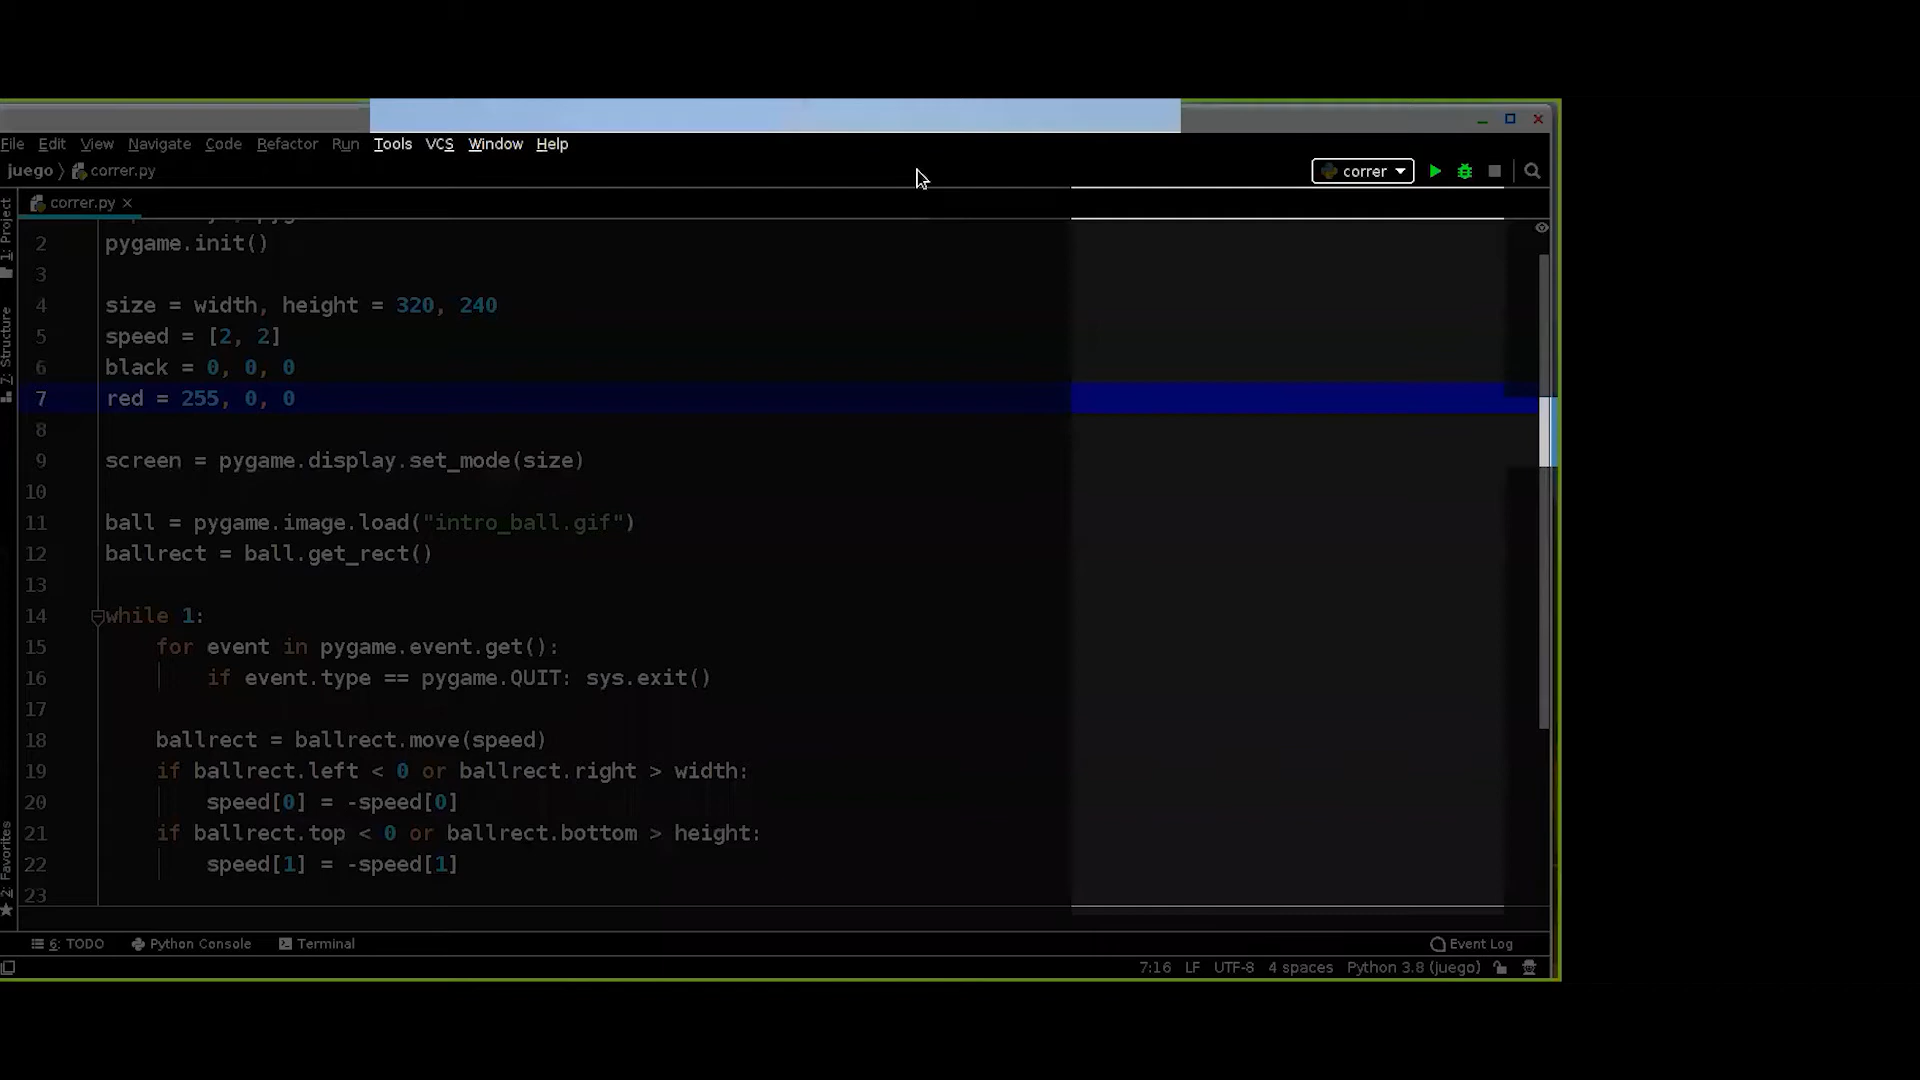 File Edit View Navigate Code Refactor Run Tools VCS Window Help
juego correr.py
correr
correr.py
1: Project
7: Structure
2: Favorites
2 pygame.init()
3
4 size = width, height = 320, 240
5 speed = [2, 2]
6 black = 0, 0, 0
7 red = 255, 0, 0
8
9 screen = pygame.display.set_mode(size)
10
11 ball = pygame.image.load("intro_ball.gif")
12 ballrect = ball.get_rect()
13
14 while 1:
15 for event in pygame.event.get():
16 if event.type == pygame.QUIT: sys.exit()
17
18 ballrect = ballrect.move(speed)
19 if ballrect.left < 0 or ballrect.right > width:
20 speed[0] = -speed[0]
21 if ballrect.top < 0 or ballrect.bottom > height:
22 speed[1] = -speed[1]
23
6: TODO Python Console Terminal Event Log
7:16 LF UTF-8 4 spaces Python 3.8 (juego)